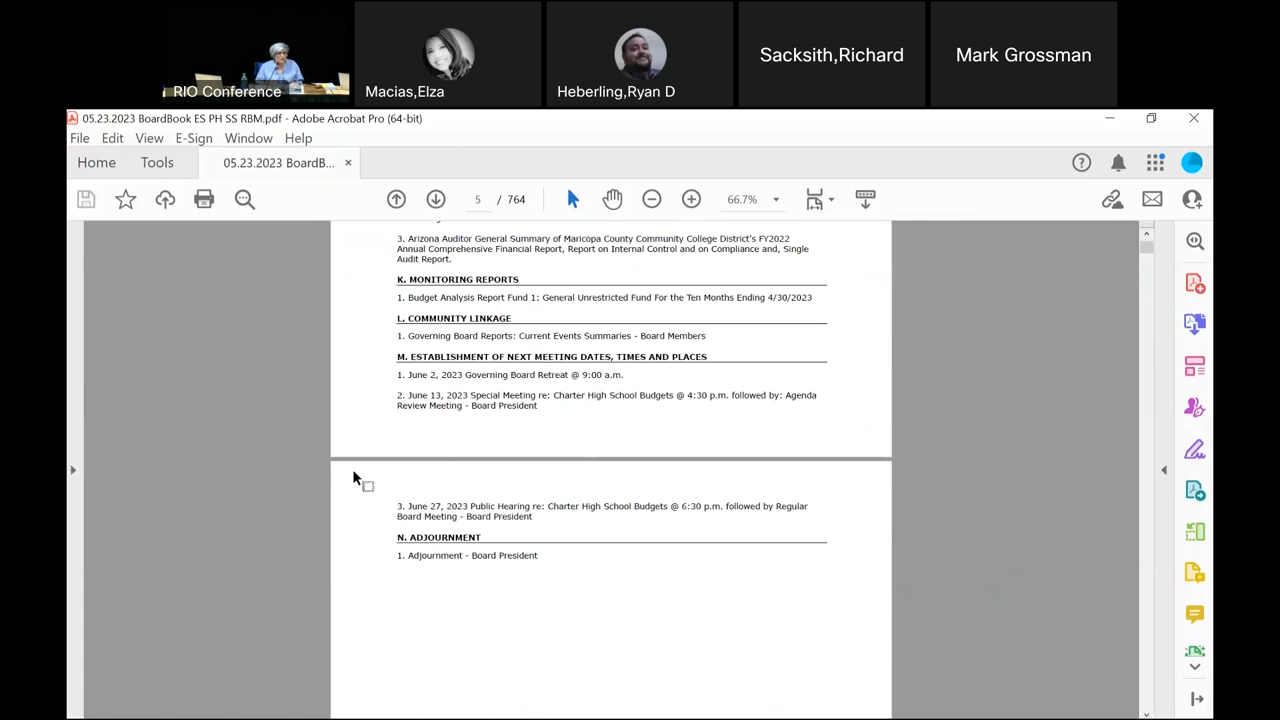 RIO Conference
Macias,Elza
Heberling,Ryan D
Sacksith,Richard
Mark Grossman
05.23.2023 BoardBook ES PH SS RBM.pdf - Adobe Acrobat Pro (64-bit)
File Edit View E-Sign Window Help
Home Tools 05.23.2023 BoardB... ×
5 / 764 66.7%
3. Arizona Auditor General Summary of Maricopa County Community College District's FY2022
Annual Comprehensive Financial Report, Report on Internal Control and on Compliance and, Single
Audit Report.
K. MONITORING REPORTS
1. Budget Analysis Report Fund 1: General Unrestricted Fund For the Ten Months Ending 4/30/2023
L. COMMUNITY LINKAGE
1. Governing Board Reports: Current Events Summaries - Board Members
M. ESTABLISHMENT OF NEXT MEETING DATES, TIMES AND PLACES
1. June 2, 2023 Governing Board Retreat @ 9:00 a.m.
2. June 13, 2023 Special Meeting re: Charter High School Budgets @ 4:30 p.m. followed by: Agenda
Review Meeting - Board President
3. June 27, 2023 Public Hearing re: Charter High School Budgets @ 6:30 p.m. followed by Regular
Board Meeting - Board President
N. ADJOURNMENT
1. Adjournment - Board President